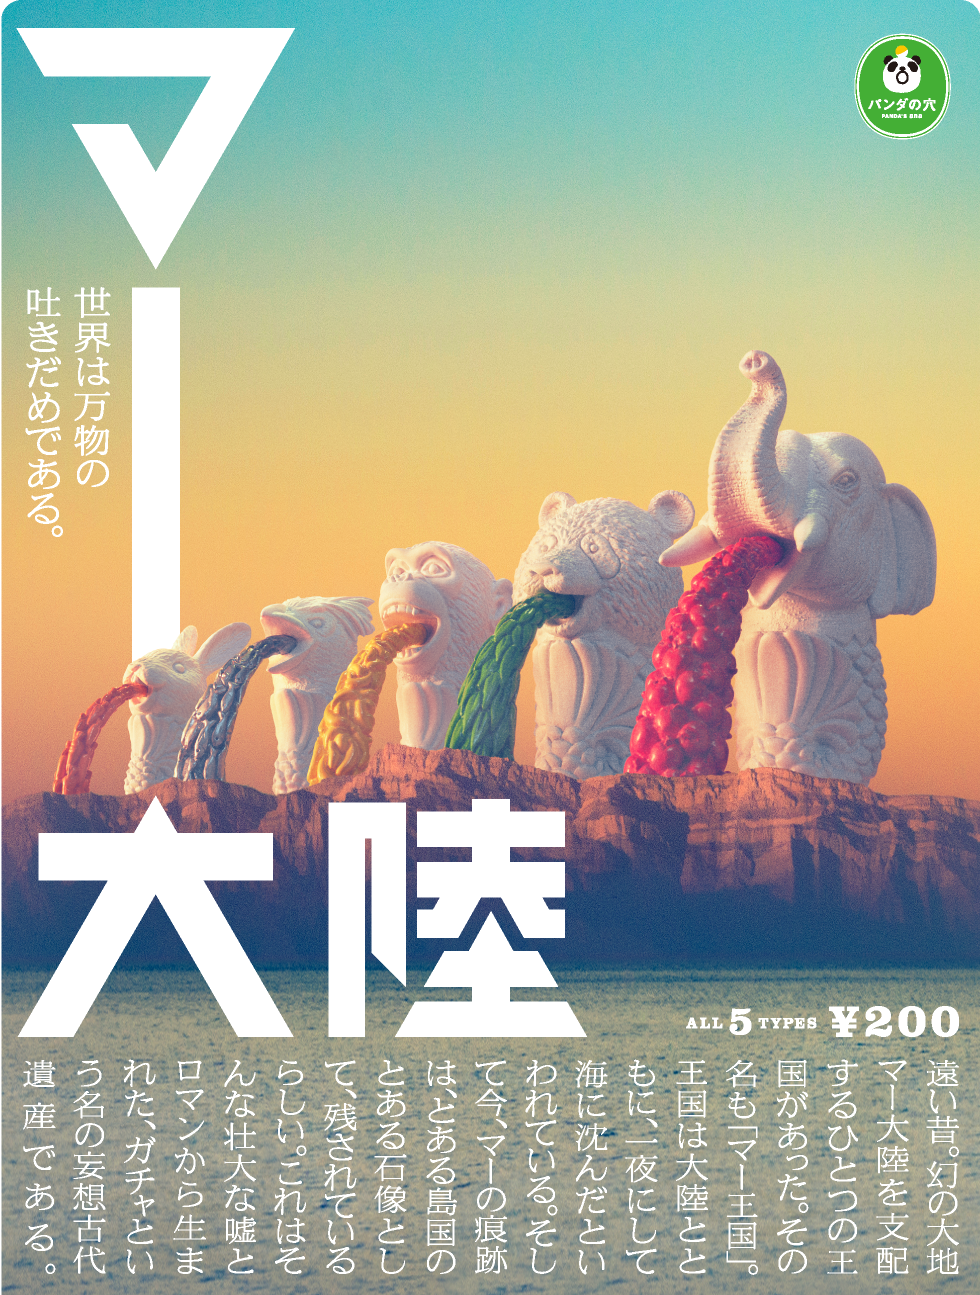 マー
大陸
世界は万物の
吐きだめである。
パンダの穴
PANDA'S ANA
ALL 5 TYPES ¥200
遠い昔。幻の大地
マー大陸を支配
するひとつの王
国があった。その
名も「マー王国」。
王国は大陸とと
もに、一夜にして
海に沈んだとい
われている。そし
て今、マーの痕跡
は、とある島国の
とある石像とし
て、残されている
らしい。これはそ
んな壮大な嘘と
ロマンから生ま
れた、ガチャとい
う名の妄想古代
遺産である。